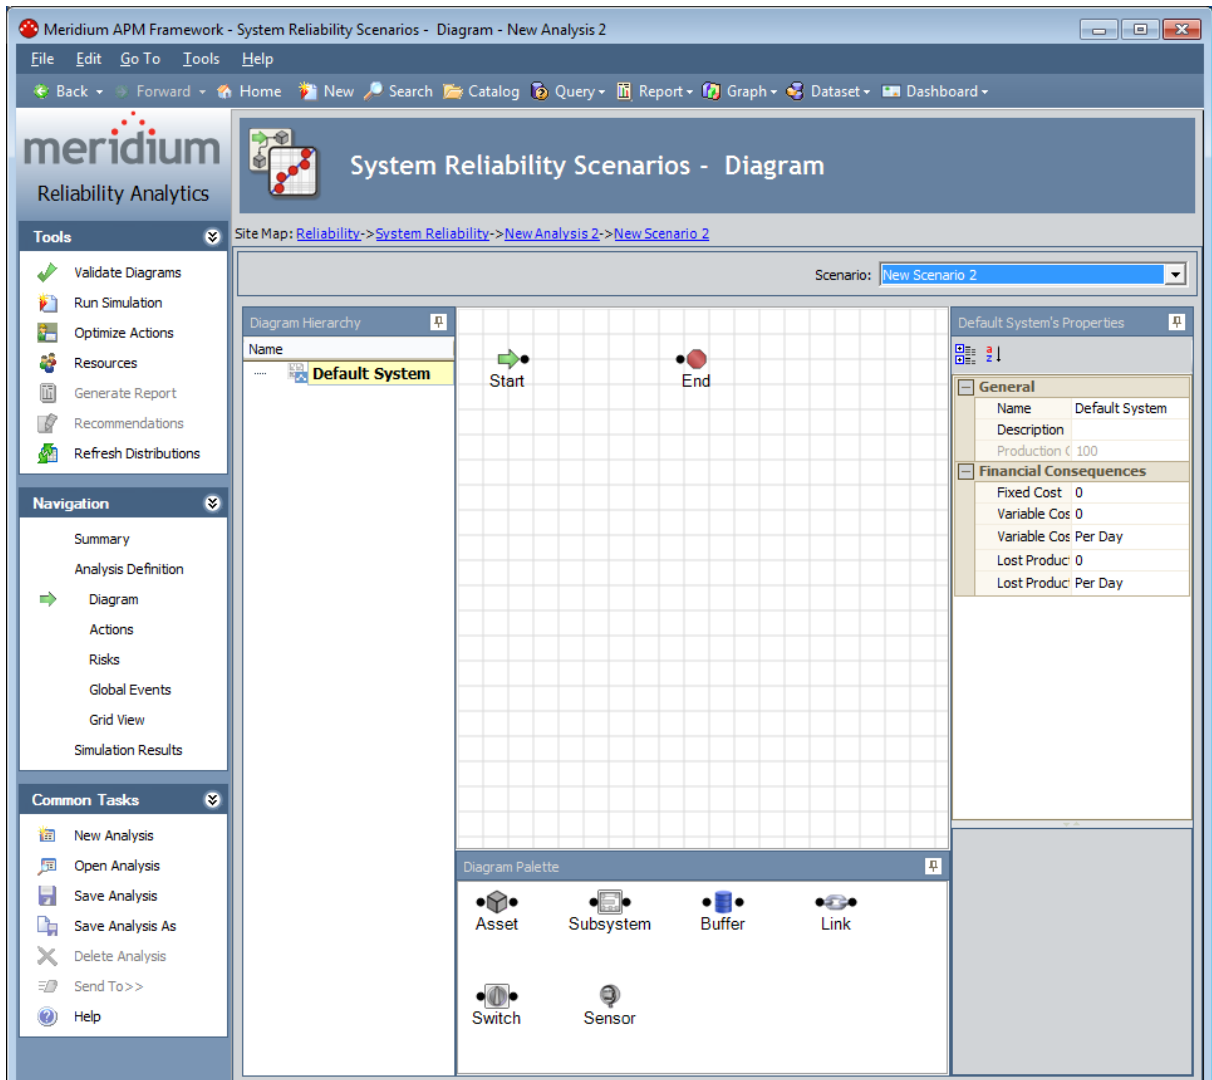 Meridium APM Framework - System Reliability Scenarios - Diagram - New Analysis 2
File Edit Go To Tools Help
Back Forward Home New Search Catalog Query Report Graph Dataset Dashboard
meridium
Reliability Analytics
System Reliability Scenarios - Diagram
Site Map: Reliability->System Reliability->New Analysis 2->New Scenario 2
Scenario: New Scenario 2
Tools
Validate Diagrams
Run Simulation
Optimize Actions
Resources
Generate Report
Recommendations
Refresh Distributions
Navigation
Summary
Analysis Definition
Diagram
Actions
Risks
Global Events
Grid View
Simulation Results
Common Tasks
New Analysis
Open Analysis
Save Analysis
Save Analysis As
Delete Analysis
Send To>>
Help
Diagram Hierarchy
Name
Default System
Start End
Diagram Palette
Asset Subsystem Buffer Link
Switch Sensor
Default System's Properties
General
Name Default System
Description
Production C 100
Financial Consequences
Fixed Cost 0
Variable Cos 0
Variable Cos Per Day
Lost Produc 0
Lost Produc Per Day